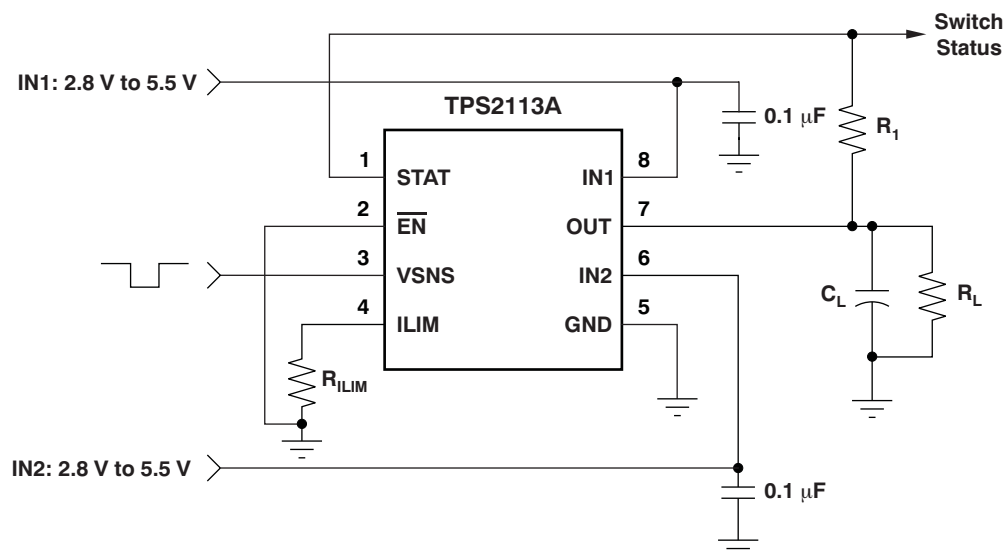 Switch
Status
IN1: 2.8 V to 5.5 V
TPS2113A
0.1 μF
R1
1
STAT
IN1
8
2
EN
OUT
7
3
VSNS
IN2
6
4
ILIM
GND
5
CL
RL
RILIM
IN2: 2.8 V to 5.5 V
0.1 μF